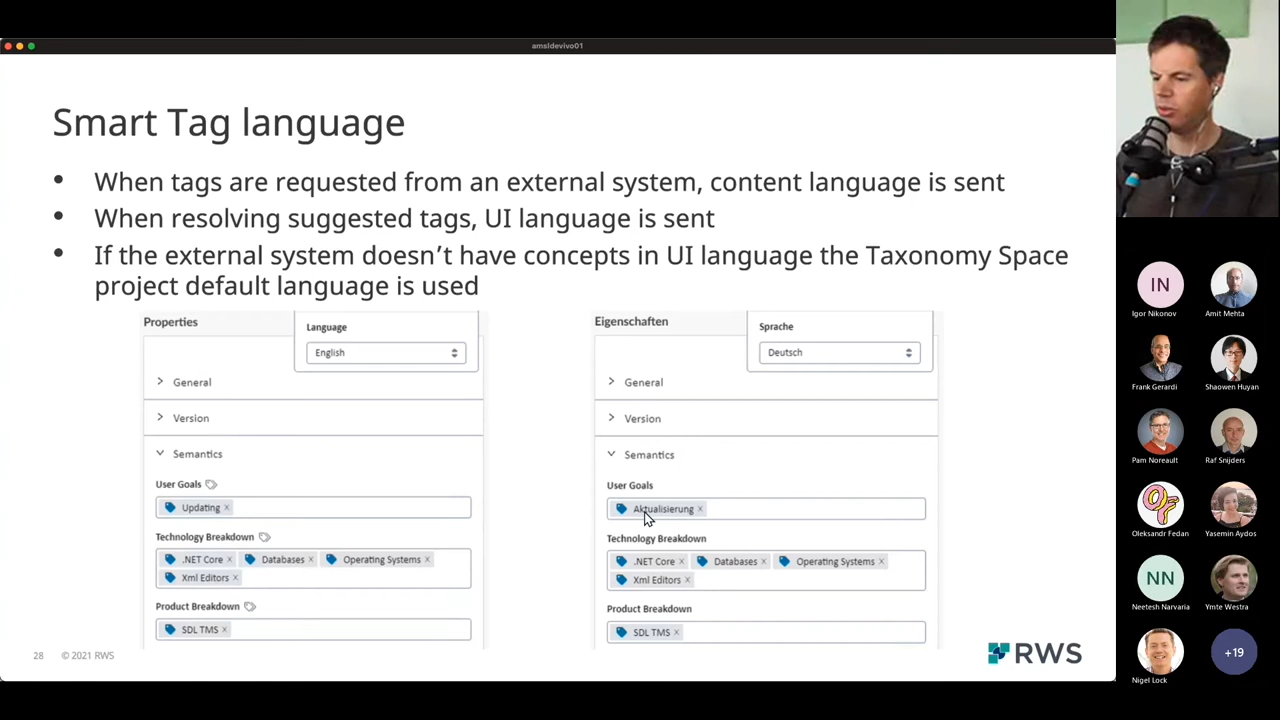 amsldevivo01
Smart Tag language
• When tags are requested from an external system, content language is sent
• When resolving suggested tags, UI language is sent
• If the external system doesn’t have concepts in UI language the Taxonomy Space
project default language is used
Properties
Language
English
General
Version
Semantics
User Goals
Updating ×
Technology Breakdown
.NET Core × Databases × Operating Systems ×
Xml Editors ×
Product Breakdown
SDL TMS ×
Eigenschaften
Sprache
Deutsch
General
Version
Semantics
User Goals
Aktualisierung ×
Technology Breakdown
.NET Core × Databases × Operating Systems ×
Xml Editors ×
Product Breakdown
SDL TMS ×
28 © 2021 RWS
RWS
IN
Igor Nikonov
Amit Mehta
Frank Gerardi
Shaowen Huyan
Pam Noreault
Raf Snijders
Oleksandr Fedan
Yasemin Aydos
NN
Neetesh Narvaria
Ymte Westra
Nigel Lock
+19